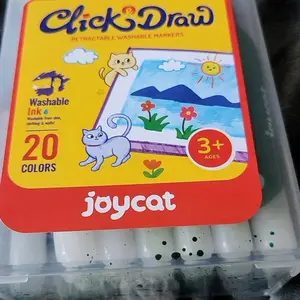 Click & Draw
RETRACTABLE WASHABLE MARKERS
Washable
Ink
20
COLORS
3+
AGES
joycat